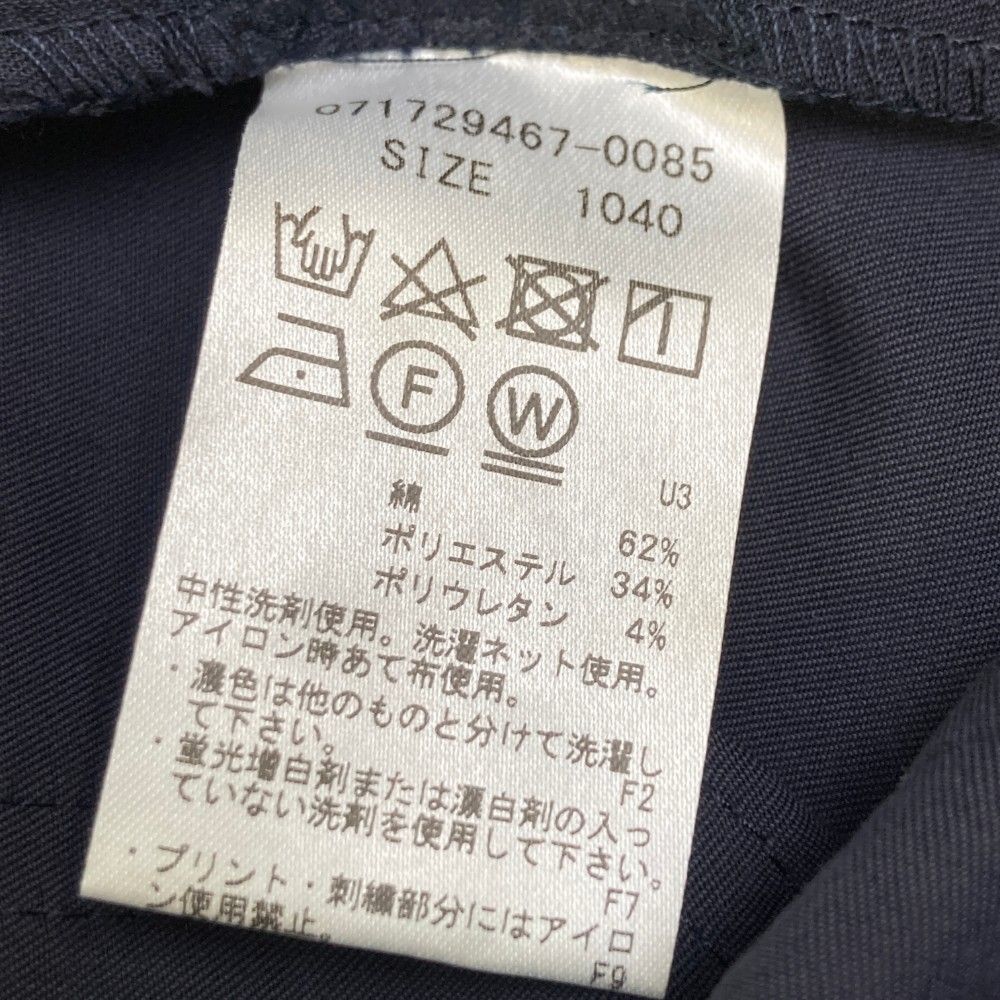 871729467-0085
SIZE 1040
F W
U3
綿 62%
ポリエステル 34%
ポリウレタン 4%
中性洗剤使用。洗濯ネット使用。
アイロン時あて布使用。
・濃色は他のものと分けて洗濯し
て下さい。 F2
・蛍光増白剤または漂白剤の入っ
ていない洗剤を使用して下さい。
F7
・プリント・刺繍部分にはアイロ
ン使用禁止。 F9